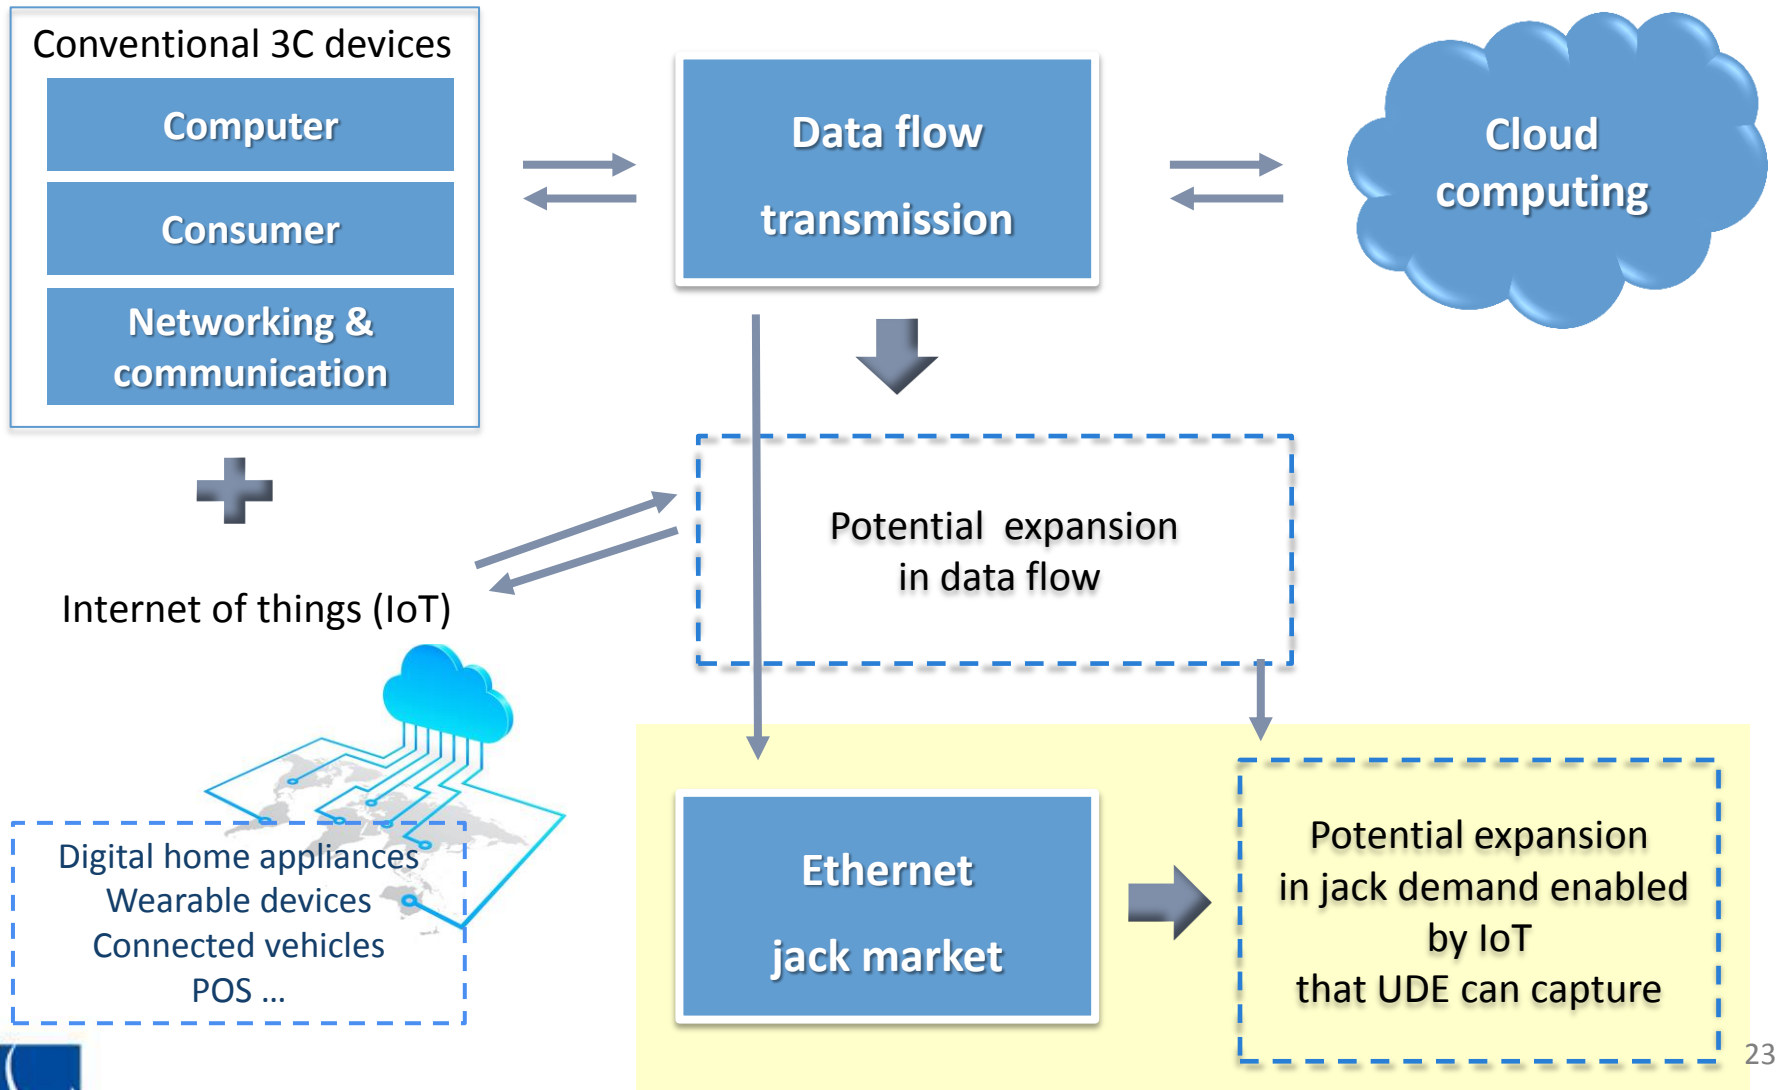 Conventional 3C devices
Computer
Consumer
Networking &
communication
Data flow
transmission
Cloud
computing
Potential expansion
in data flow
Internet of things (IoT)
Digital home appliances
Wearable devices
Connected vehicles
POS ...
Ethernet
jack market
Potential expansion
in jack demand enabled
by IoT
that UDE can capture
23